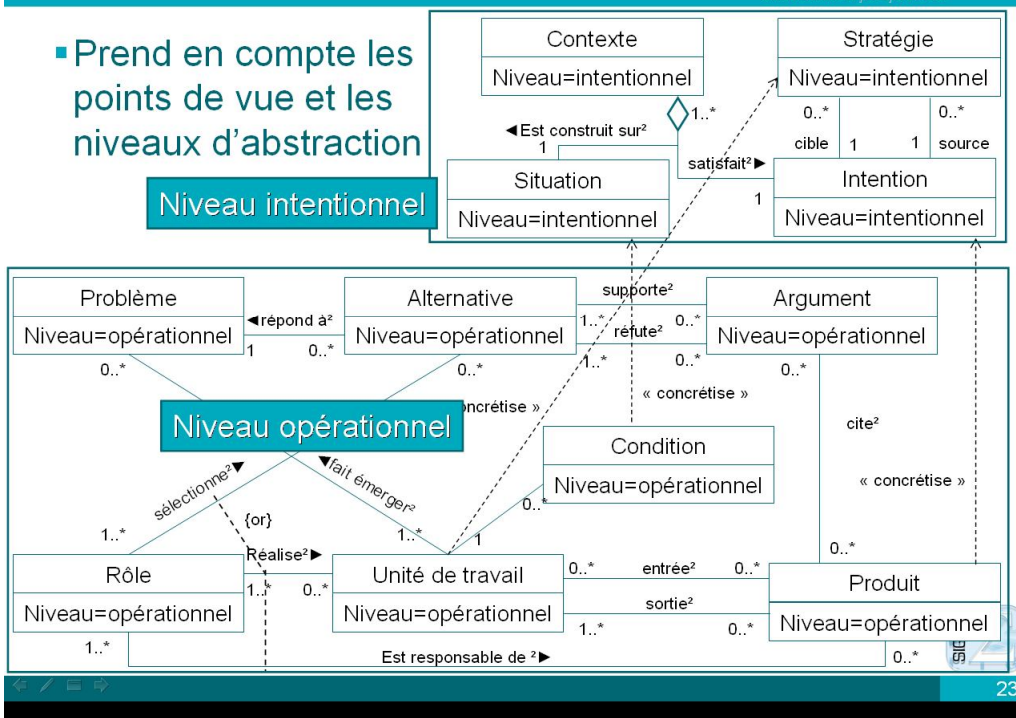 Prend en compte les
points de vue et les
niveaux d'abstraction
Niveau intentionnel
Contexte
Niveau=intentionnel
Stratégie
Niveau=intentionnel
1..*
0..*
0..*
◄Est construit sur²
1
cible
1
1
source
satisfait²►
1
Situation
Niveau=intentionnel
Intention
Niveau=intentionnel
Problème
Niveau=opérationnel
◄répond à²
1
0..*
Alternative
Niveau=opérationnel
supporte²
1..*
0..*
réfute²
1..*
0..*
Argument
Niveau=opérationnel
0..*
0..*
0..*
« concrétise »
Niveau opérationnel
Condition
Niveau=opérationnel
cite²
« concrétise »
sélectionne²▼
◄fait émerger²
0..*
1..*
{or}
1..*
1
0..*
Rôle
Niveau=opérationnel
Réalise²►
1..*
0..*
Unité de travail
Niveau=opérationnel
0..*
entrée²
0..*
sortie²
1..*
0..*
Produit
Niveau=opérationnel
1..*
Est responsable de ²►
0..*
SIG
23